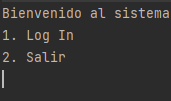 Bienvenido al sistema
1. Log In
2. Salir